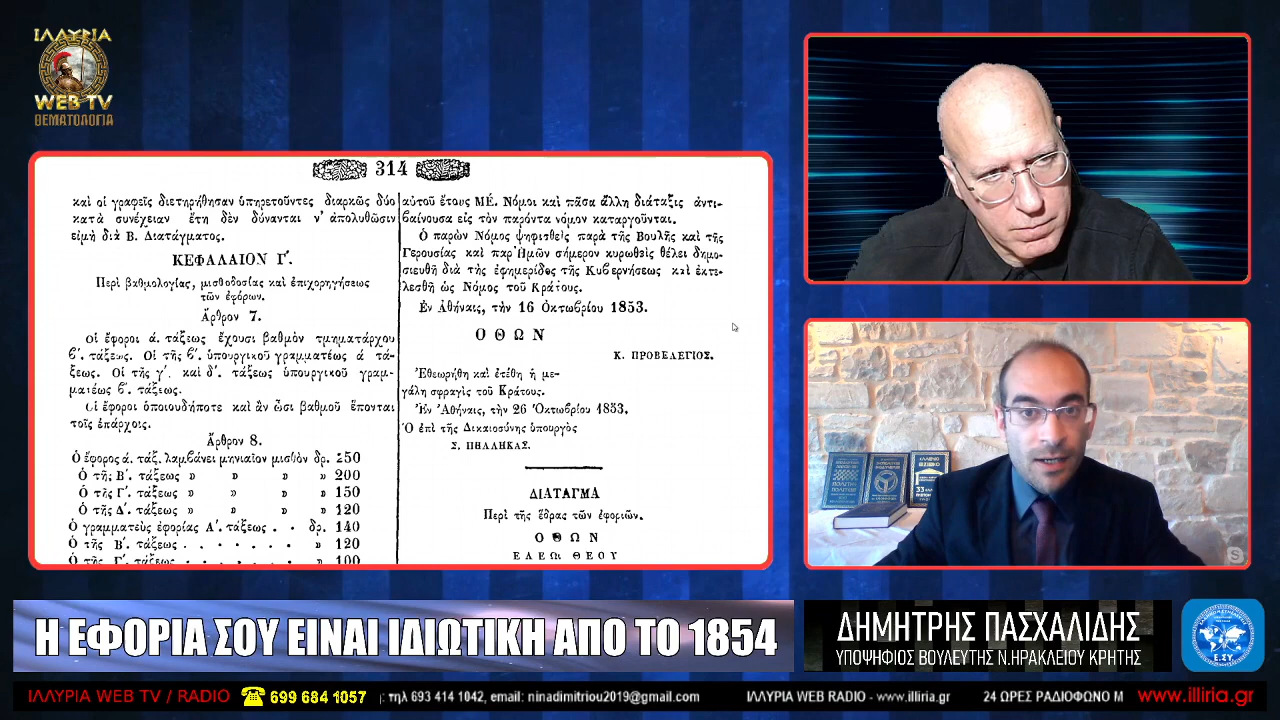 ΙΛΛΥΡΙΑ
WEB TV
ΘΕΜΑΤΟΛΟΓΙΑ
314
καὶ οἱ γραφεῖς διετηρήθησαν ὑπηρετοῦντες διαρκῶς δύο
κατὰ συνέχειαν ἔτη δὲν δύνανται ν' ἀπολυθῶσιν
εἰμὴ διὰ Β. Διατάγματος.
ΚΕΦΑΛΑΙΟΝ Γ'.
Περὶ βαθμολογίας, μισθοδοσίας καὶ ἐπιχορηγήσεως
τῶν ἐφόρων.
Ἄρθρον 7.
Οἱ ἔφοροι ά. τάξεως ἔχουσι βαθμὸν τμηματάρχου
β'. τάξεως. Οἱ τῆς β'. ὑπουργικοῦ γραμματέως ά τά-
ξεως. Οἱ τῆς γ'. καὶ δ'. τάξεως ὑπουργικοῦ γραμ-
ματέως β'. τάξεως.
Οἱ ἔφοροι ὁποιουδήποτε καὶ ἂν ὦσι βαθμοῦ ἕπονται
τοῖς ἐπάρχοις.
Ἄρθρον 8.
Ὁ ἔφορος ά. τάξ. λαμβάνει μηνιαῖον μισθὸν δρ. 250
Ὁ τῆς Β'. τάξεως » » » » 200
Ὁ τῆς Γ'. τάξεως » » » » 150
Ὁ τῆς Δ'. τάξεως » » » » 120
Ὁ γραμματεὺς ἐφορίας Α'. τάξεως . . δρ. 140
Ὁ τῆς Β'. τάξεως . . . . . . » 120
Ὁ τῆς Γ'. τάξεως . . . . . . » 100
αὐτοῦ ἔτους ΜΕ'. Νόμοι καὶ πᾶσα ἄλλη διάταξις ἀντι-
βαίνουσα εἰς τὸν παρόντα νόμον καταργοῦνται.
Ὁ παρὼν Νόμος ψηφισθεὶς παρὰ τῆς Βουλῆς καὶ τῆς
Γερουσίας καὶ παρ' Ἡμῶν σήμερον κυρωθεὶς θέλει δημο-
σιευθῆ διὰ τῆς ἐφημερίδος τῆς Κυβερνήσεως καὶ ἐκτε-
λεσθῆ ὡς Νόμος τοῦ Κράτους.
Ἐν Ἀθήναις, τὴν 16 Ὀκτωβρίου 1853.
Ο Θ Ω Ν
Κ. ΠΡΟΒΕΛΕΓΙΟΣ.
Ἐθεωρήθη καὶ ἐτέθη ἡ με-
γάλη σφραγὶς τοῦ Κράτους.
Ἐν Ἀθήναις, τὴν 26 Ὀκτωβρίου 1853.
Ὁ ἐπὶ τῆς Δικαιοσύνης ὑπουργὸς
Σ. ΠΗΛΛΗΚΑΣ.
ΔΙΑΤΑΓΜΑ
Περὶ τῆς ἕδρας τῶν ἐφοριῶν.
Ο Θ Ω Ν
ΕΛΕΩ ΘΕΟΥ
Η ΕΦΟΡΙΑ ΣΟΥ ΕΙΝΑΙ ΙΔΙΩΤΙΚΗ ΑΠΟ ΤΟ 1854
ΔΗΜΗΤΡΗΣ ΠΑΣΧΑΛΙΔΗΣ
ΥΠΟΨΗΦΙΟΣ ΒΟΥΛΕΥΤΗΣ Ν.ΗΡΑΚΛΕΙΟΥ ΚΡΗΤΗΣ
Ε.ΣΥ
ΙΛΛΥΡΙΑ WEB TV / RADIO 699 684 1057 : τηλ 693 414 1042, email: ninadimitriou2019@gmail.com ΙΛΛΥΡΙΑ WEB RADIO - www.illiria.gr 24 ΩΡΕΣ ΡΑΔΙΟΦΩΝΟ Μ www.illiria.gr